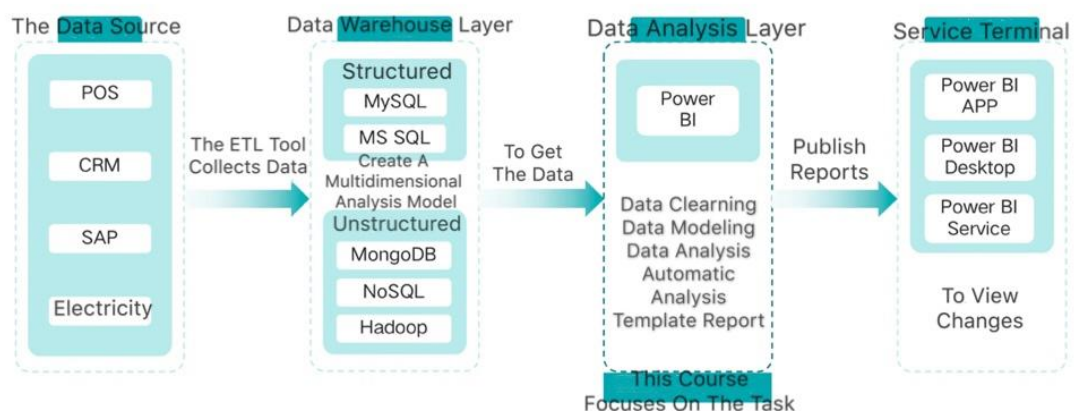 The Data Source
POS
CRM
SAP
Electricity
The ETL Tool
Collects Data
Data Warehouse Layer
Structured
MySQL
MS SQL
Create A
Multidimensional
Analysis Model
Unstructured
MongoDB
NoSQL
Hadoop
To Get
The Data
Data Analysis Layer
Power
BI
Data Clearning
Data Modeling
Data Analysis
Automatic
Analysis
Template Report
This Course
Focuses On The Task
Publish
Reports
Service Terminal
Power BI
APP
Power BI
Desktop
Power BI
Service
To View
Changes